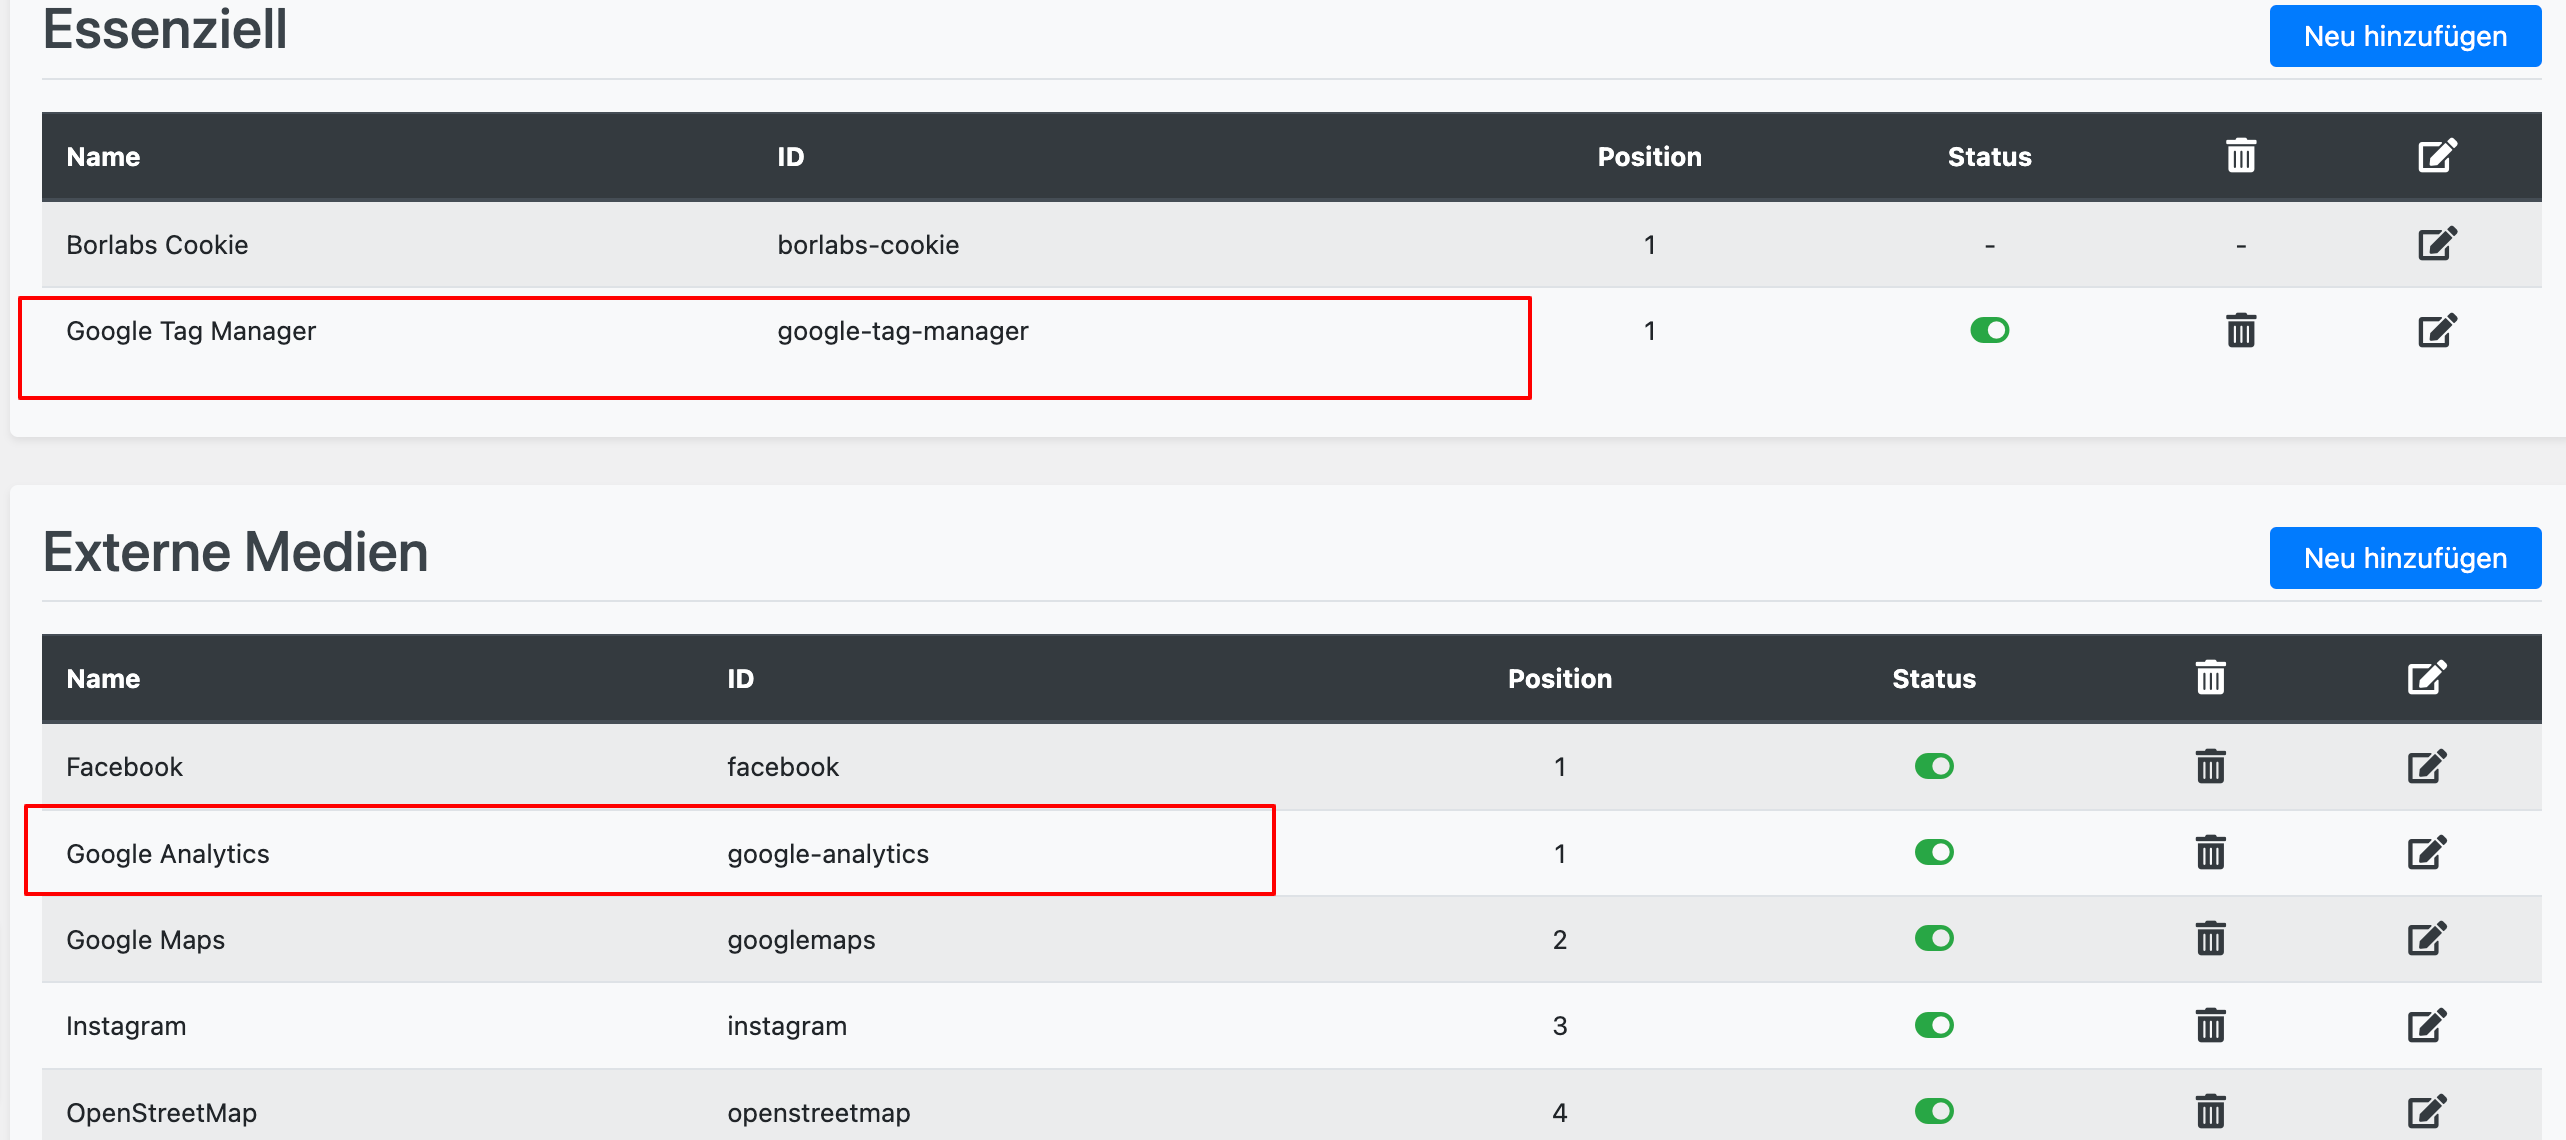 Essenziell
Neu hinzufügen
Name ID Position Status
Borlabs Cookie borlabs-cookie 1 - -
Google Tag Manager google-tag-manager 1
Externe Medien
Neu hinzufügen
Name ID Position Status
Facebook facebook 1
Google Analytics google-analytics 1
Google Maps googlemaps 2
Instagram instagram 3
OpenStreetMap openstreetmap 4